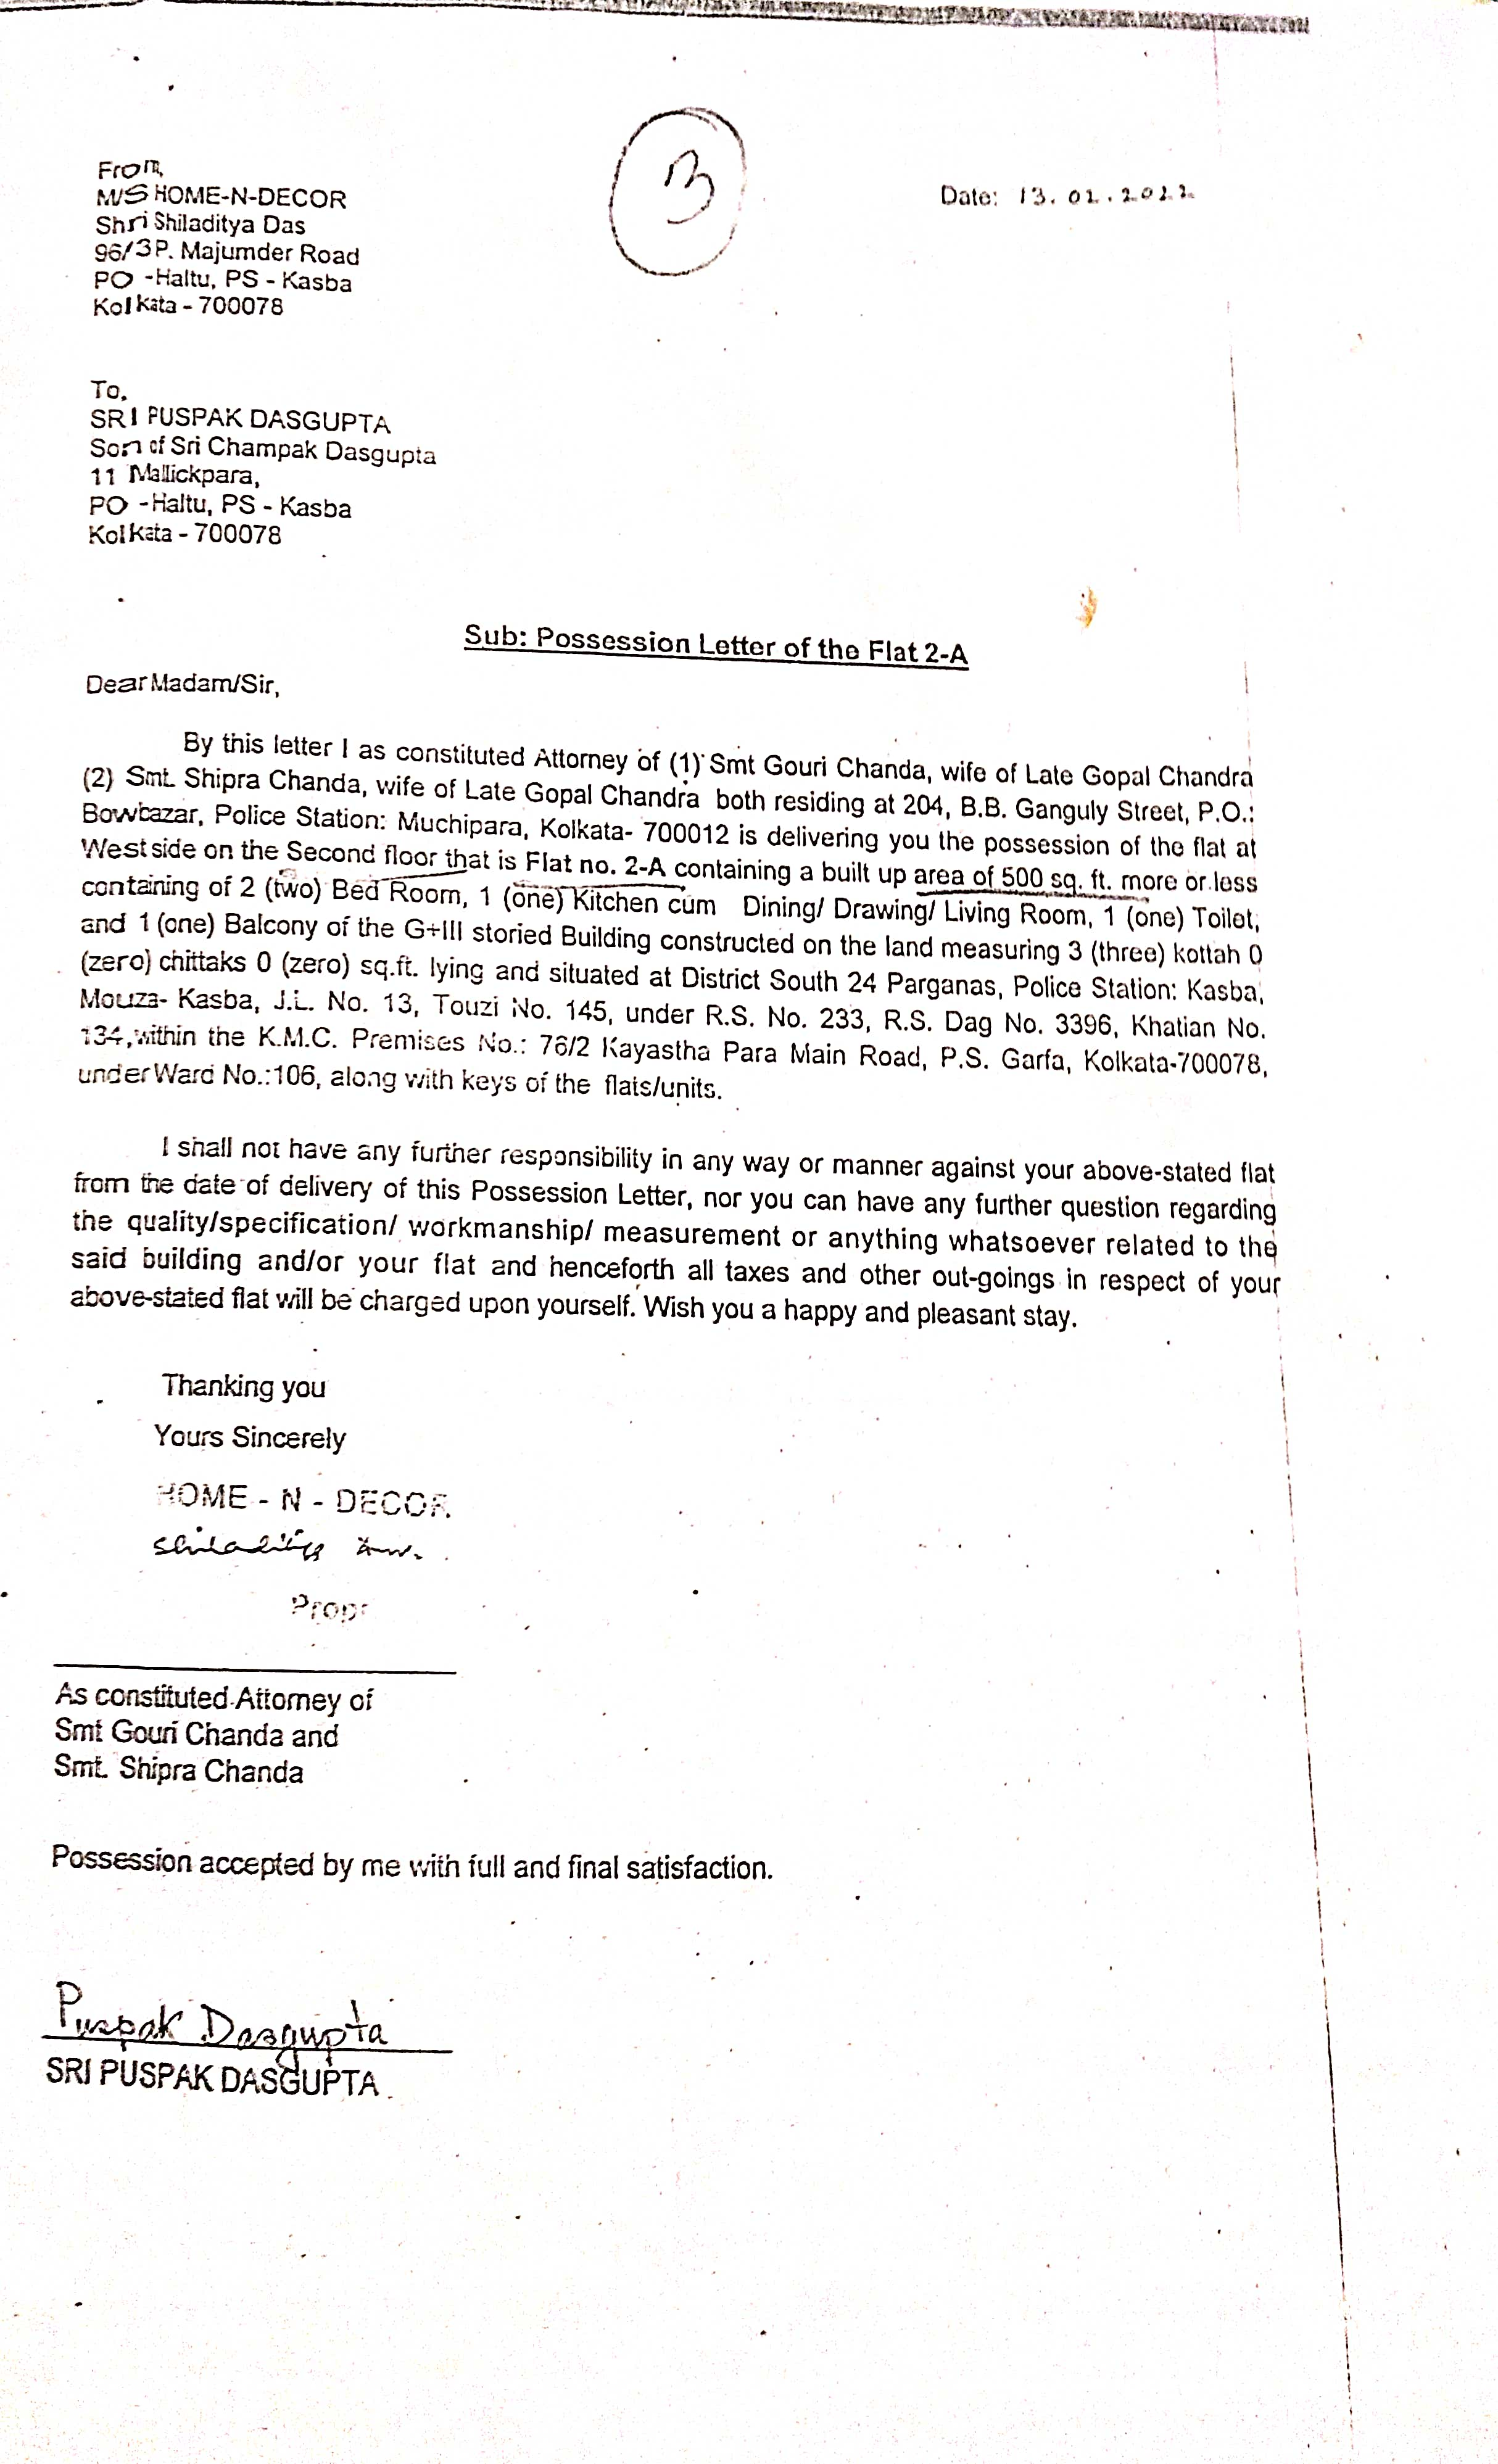 3
From,
M/S HOME-N-DECOR
Date: 13.01.2022
Shri Shiladitya Das
96/3 P. Majumder Road
PO -Haltu, PS - Kasba
Kolkata - 700078
To,
SRI PUSPAK DASGUPTA
Son of Sri Champak Dasgupta
11 Mallickpara,
PO -Haltu, PS - Kasba
Kolkata - 700078
Sub: Possession Letter of the Flat 2-A
Dear Madam/Sir,
By this letter I as constituted Attorney of (1) Smt Gouri Chanda, wife of Late Gopal Chandra
(2) Smt. Shipra Chanda, wife of Late Gopal Chandra both residing at 204, B.B. Ganguly Street, P.O.:
Bowbazar, Police Station: Muchipara, Kolkata- 700012 is delivering you the possession of the flat at
West side on the Second floor that is Flat no. 2-A containing a built up area of 500 sq. ft. more or less
containing of 2 (two) Bed Room, 1 (one) Kitchen cum Dining/ Drawing/ Living Room, 1 (one) Toilet,
and 1 (one) Balcony of the G+III storied Building constructed on the land measuring 3 (three) kottah 0
(zero) chittaks 0 (zero) sq.ft. lying and situated at District South 24 Parganas, Police Station: Kasba,
Mouza- Kasba, J.L. No. 13, Touzi No. 145, under R.S. No. 233, R.S. Dag No. 3396, Khatian No.
134, within the K.M.C. Premises No.: 76/2 Kayastha Para Main Road, P.S. Garfa, Kolkata-700078,
under Ward No.:106, along with keys of the flats/units.
I shall not have any further responsibility in any way or manner against your above-stated flat
from the date of delivery of this Possession Letter, nor you can have any further question regarding
the quality/specification/ workmanship/ measurement or anything whatsoever related to the
said building and/or your flat and henceforth all taxes and other out-goings in respect of your
above-stated flat will be charged upon yourself. Wish you a happy and pleasant stay.
Thanking you
Yours Sincerely
HOME - N - DECOR
Shiladitya
Prop:
As constituted Attorney of
Smt Gouri Chanda and
Smt. Shipra Chanda
Possession accepted by me with full and final satisfaction.
Puspak Dasgupta
SRI PUSPAK DASGUPTA